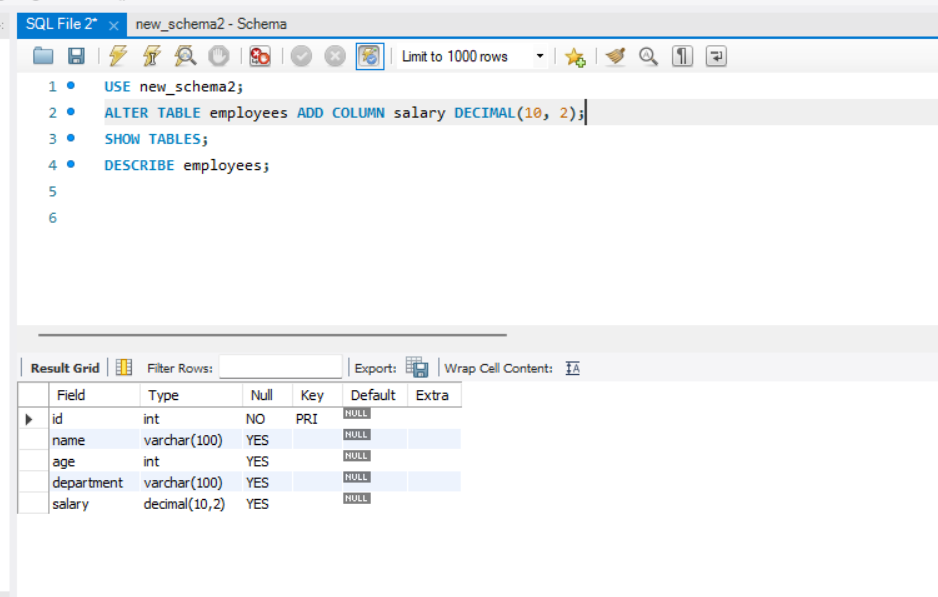 SQL File 2* × new_schema2 - Schema
Limit to 1000 rows
1 USE new_schema2;
2 ALTER TABLE employees ADD COLUMN salary DECIMAL(10, 2);
3 SHOW TABLES;
4 DESCRIBE employees;
5
6
Result Grid Filter Rows: Export: Wrap Cell Content:
Field Type Null Key Default Extra
id int NO PRI NULL
name varchar(100) YES NULL
age int YES NULL
department varchar(100) YES NULL
salary decimal(10,2) YES NULL